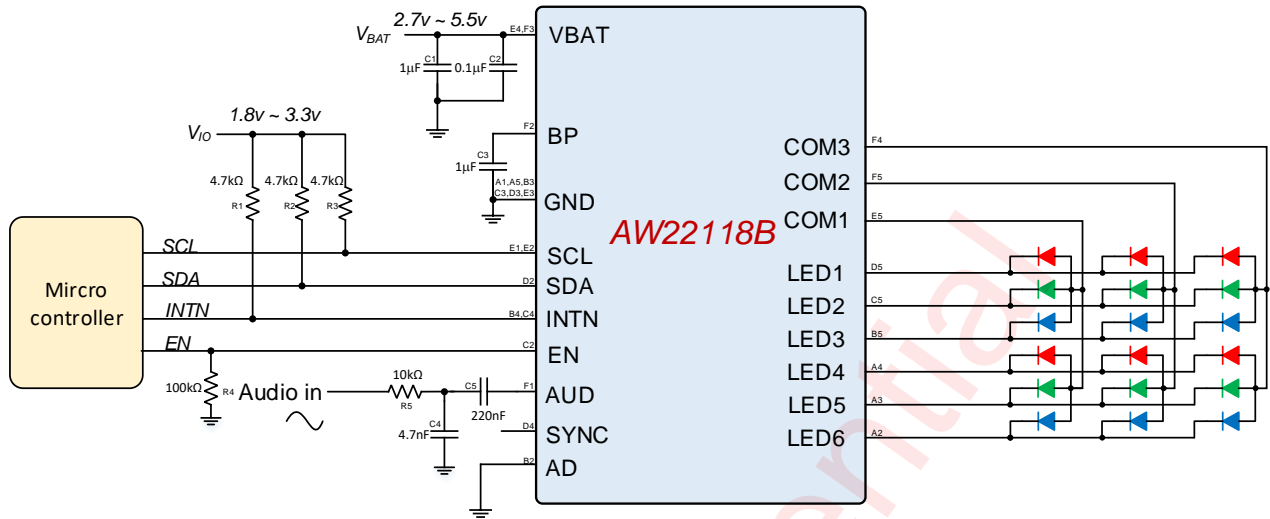 2.7v ~ 5.5v
VBAT
E4,F3
VBAT
C1
1µF
C2
0.1µF
1.8v ~ 3.3v
VIO
F2
BP
C3
1µF
A1,A5,B3
C3,D3,E3
GND
4.7kΩ
4.7kΩ
4.7kΩ
R1
R2
R3
AW22118B
COM3
F4
COM2
F5
COM1
E5
SCL
E1,E2
SCL
SDA
D2
SDA
INTN
B4,C4
INTN
EN
C2
EN
Mircro
controller
100kΩ
R4
Audio in
10kΩ
R5
C5
220nF
F1
AUD
C4
4.7nF
D4
SYNC
B2
AD
LED1
D5
LED2
C5
LED3
B5
LED4
A4
LED5
A3
LED6
A2
ential